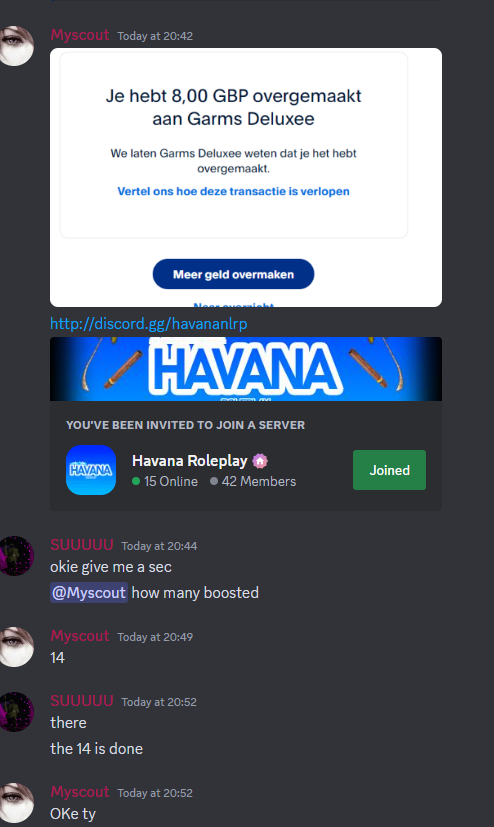 Myscout Today at 20:42
Je hebt 8,00 GBP overgemaakt
aan Garms Deluxee
We laten Garms Deluxee weten dat je het hebt
overgemaakt.
Vertel ons hoe deze transactie is verlopen
Meer geld overmaken
Naar overzicht
http://discord.gg/havananlrp
HAVANA
YOU'VE BEEN INVITED TO JOIN A SERVER
HAVANA
Havana Roleplay
15 Online 42 Members
Joined
SUUUUU Today at 20:44
okie give me a sec
@Myscout how many boosted
Myscout Today at 20:49
14
SUUUUU Today at 20:52
there
the 14 is done
Myscout Today at 20:52
OKe ty